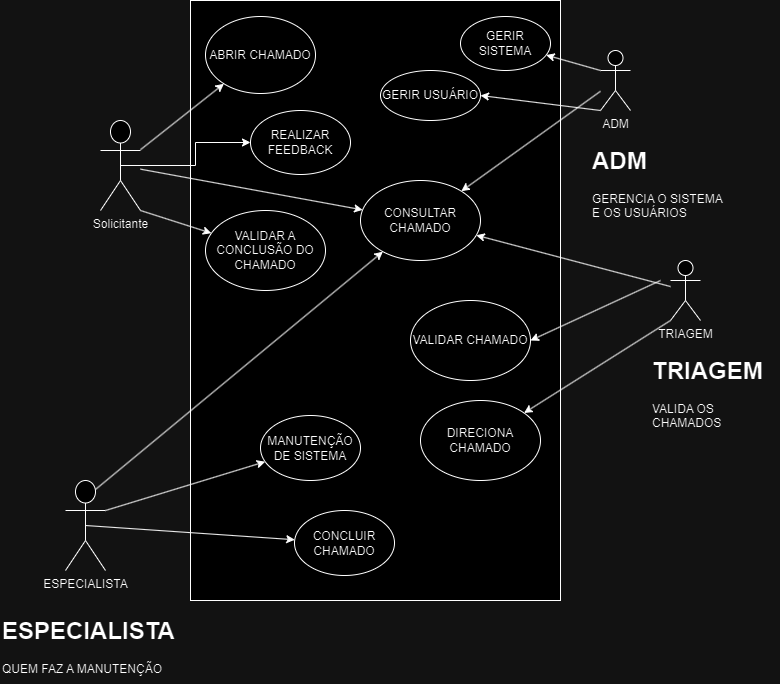 ABRIR CHAMADO
GERIR
SISTEMA
GERIR USUÁRIO
ADM
ADM
GERENCIA O SISTEMA
E OS USUÁRIOS
REALIZAR
FEEDBACK
Solicitante
CONSULTAR
CHAMADO
VALIDAR A
CONCLUSÃO DO
CHAMADO
TRIAGEM
TRIAGEM
VALIDA OS
CHAMADOS
VALIDAR CHAMADO
DIRECIONA
CHAMADO
MANUTENÇÃO
DE SISTEMA
CONCLUIR
CHAMADO
ESPECIALISTA
ESPECIALISTA
QUEM FAZ A MANUTENÇÃO